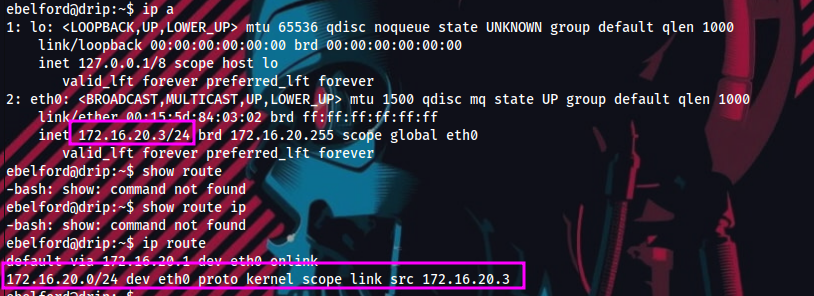 ebelford@drip:~$ ip a
1: lo: <LOOPBACK,UP,LOWER_UP> mtu 65536 qdisc noqueue state UNKNOWN group default qlen 1000
    link/loopback 00:00:00:00:00:00 brd 00:00:00:00:00:00
    inet 127.0.0.1/8 scope host lo
       valid_lft forever preferred_lft forever
2: eth0: <BROADCAST,MULTICAST,UP,LOWER_UP> mtu 1500 qdisc mq state UP group default qlen 1000
    link/ether 00:15:5d:84:03:02 brd ff:ff:ff:ff:ff:ff
    inet 172.16.20.3/24 brd 172.16.20.255 scope global eth0
       valid_lft forever preferred_lft forever
ebelford@drip:~$ show route
-bash: show: command not found
ebelford@drip:~$ show route ip
-bash: show: command not found
ebelford@drip:~$ ip route
default via 172.16.20.1 dev eth0 onlink
172.16.20.0/24 dev eth0 proto kernel scope link src 172.16.20.3
ebelford@drip:~$